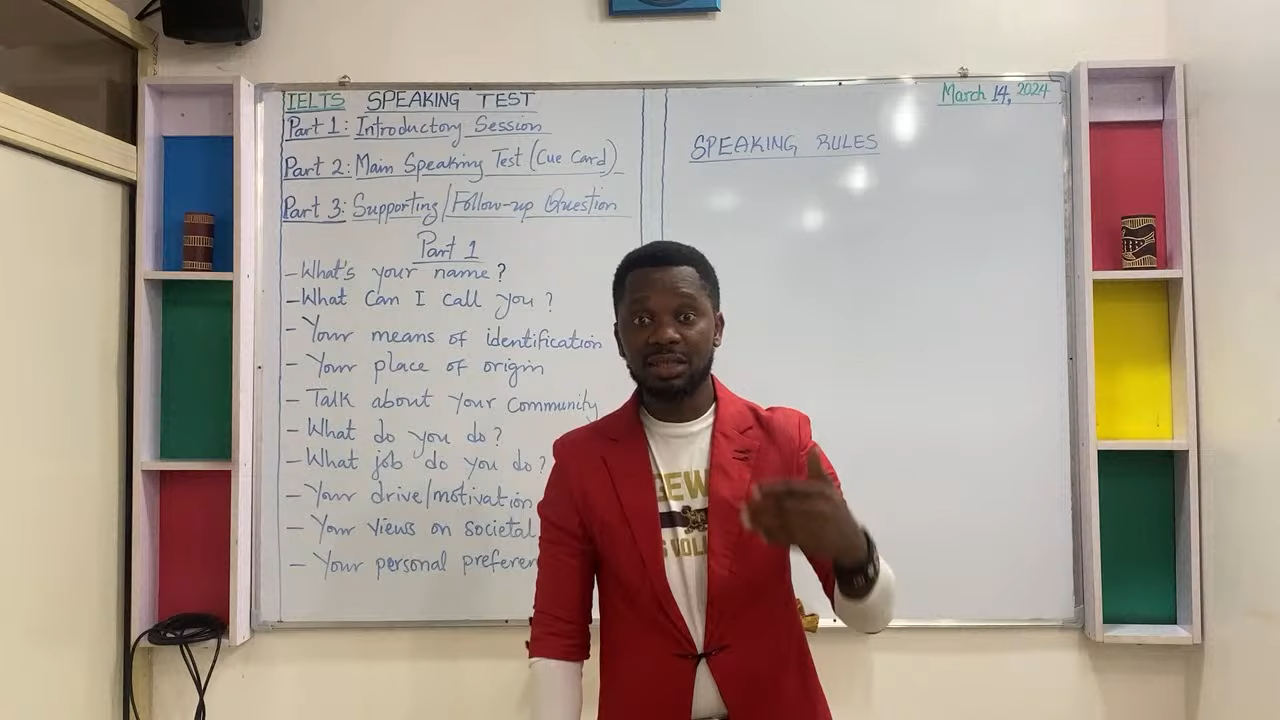 IELTS SPEAKING TEST
Part 1: Introductory Session
Part 2: Main Speaking Test (Cue Card)
Part 3: Supporting/Follow-up Question
Part 1
- What's your name?
- What can I call you?
- Your means of identification
- Your place of origin
- Talk about your community
- What do you do?
- What job do you do?
- Your drive/motivation
- Your views on societal
- Your personal
SPEAKING RULES
March 14, 2024